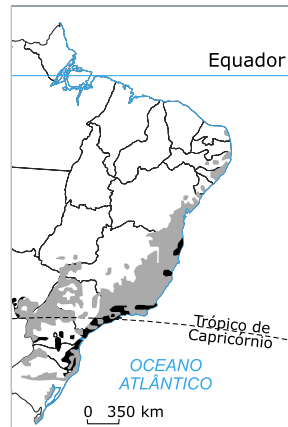 Equador
Trópico de
Capricórnio
OCEANO
ATLÂNTICO
0 350 km